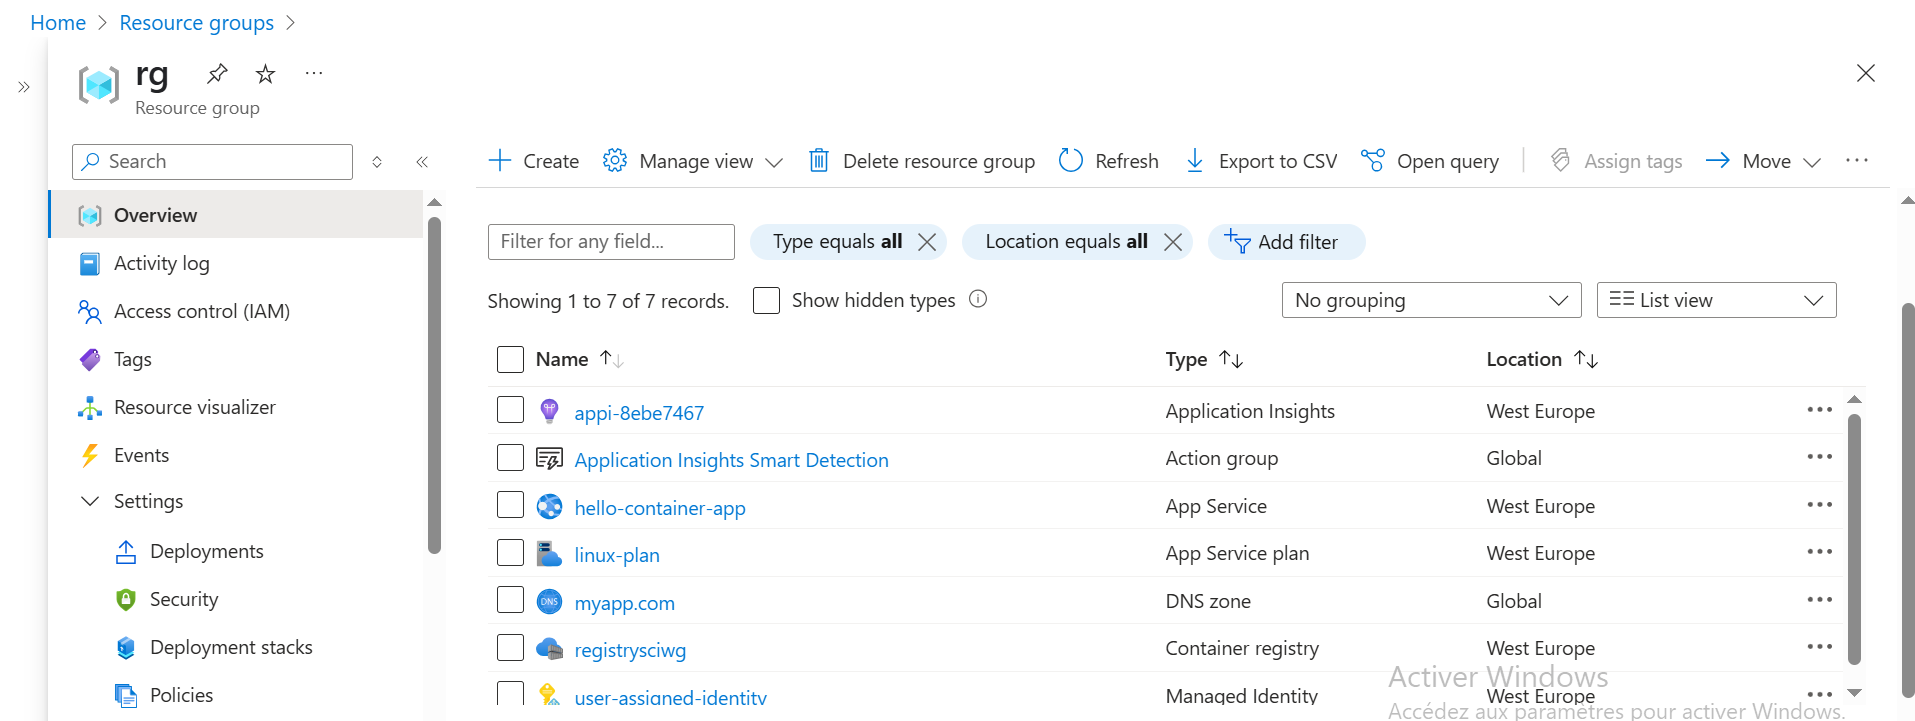 Home > Resource groups >
rg
Resource group
Search
Overview
Activity log
Access control (IAM)
Tags
Resource visualizer
Events
Settings
Deployments
Security
Deployment stacks
Policies
Create Manage view Delete resource group Refresh Export to CSV Open query Assign tags Move
Filter for any field... Type equals all Location equals all Add filter
Showing 1 to 7 of 7 records. Show hidden types No grouping List view
Name Type Location
appi-8ebe7467 Application Insights West Europe
Application Insights Smart Detection Action group Global
hello-container-app App Service West Europe
linux-plan App Service plan West Europe
myapp.com DNS zone Global
DNS
registrysciwg Container registry West Europe
user-assigned-identity Managed Identity West Europe
Activer Windows
Accédez aux paramètres pour activer Windows.